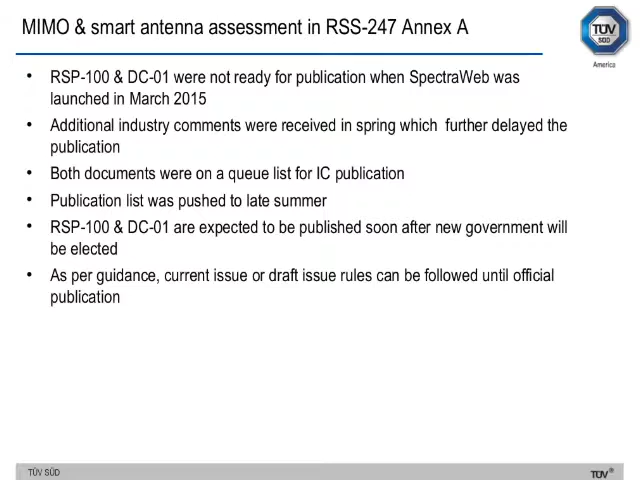 MIMO & smart antenna assessment in RSS-247 Annex A
TÜV
SÜD
America
• RSP-100 & DC-01 were not ready for publication when SpectraWeb was
launched in March 2015
• Additional industry comments were received in spring which further delayed the
publication
• Both documents were on a queue list for IC publication
• Publication list was pushed to late summer
• RSP-100 & DC-01 are expected to be published soon after new government will
be elected
• As per guidance, current issue or draft issue rules can be followed until official
publication
TÜV SÜD
TÜV®